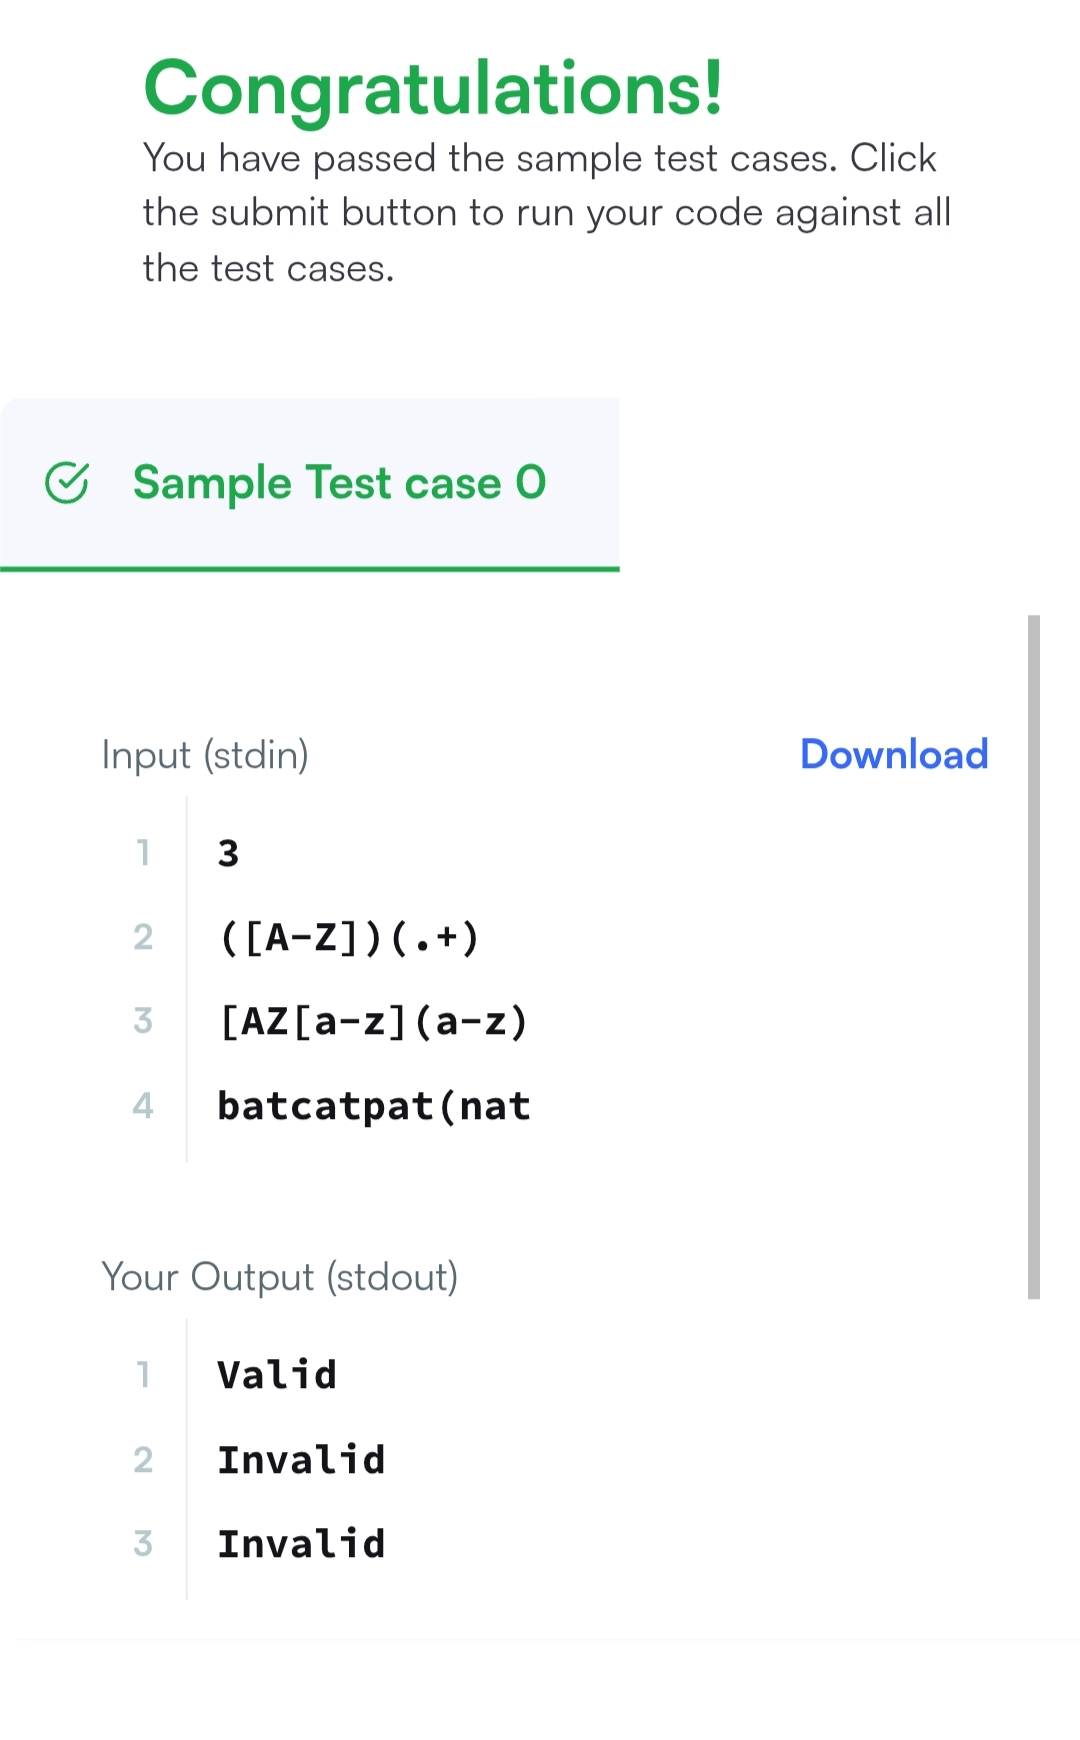 Congratulations!
You have passed the sample test cases. Click
the submit button to run your code against all
the test cases.
Sample Test case 0
Input (stdin)
Download
1 3
2 ([A-Z])(.+)
3 [AZ[a-z](a-z)
4 batcatpat(nat
Your Output (stdout)
1 Valid
2 Invalid
3 Invalid